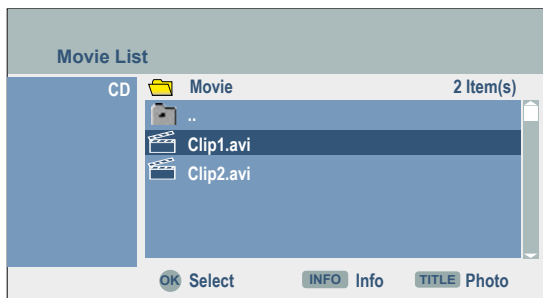 Movie List
CD Movie 2 Item(s)
..
Clip1.avi
Clip2.avi
OK Select INFO Info TITLE Photo